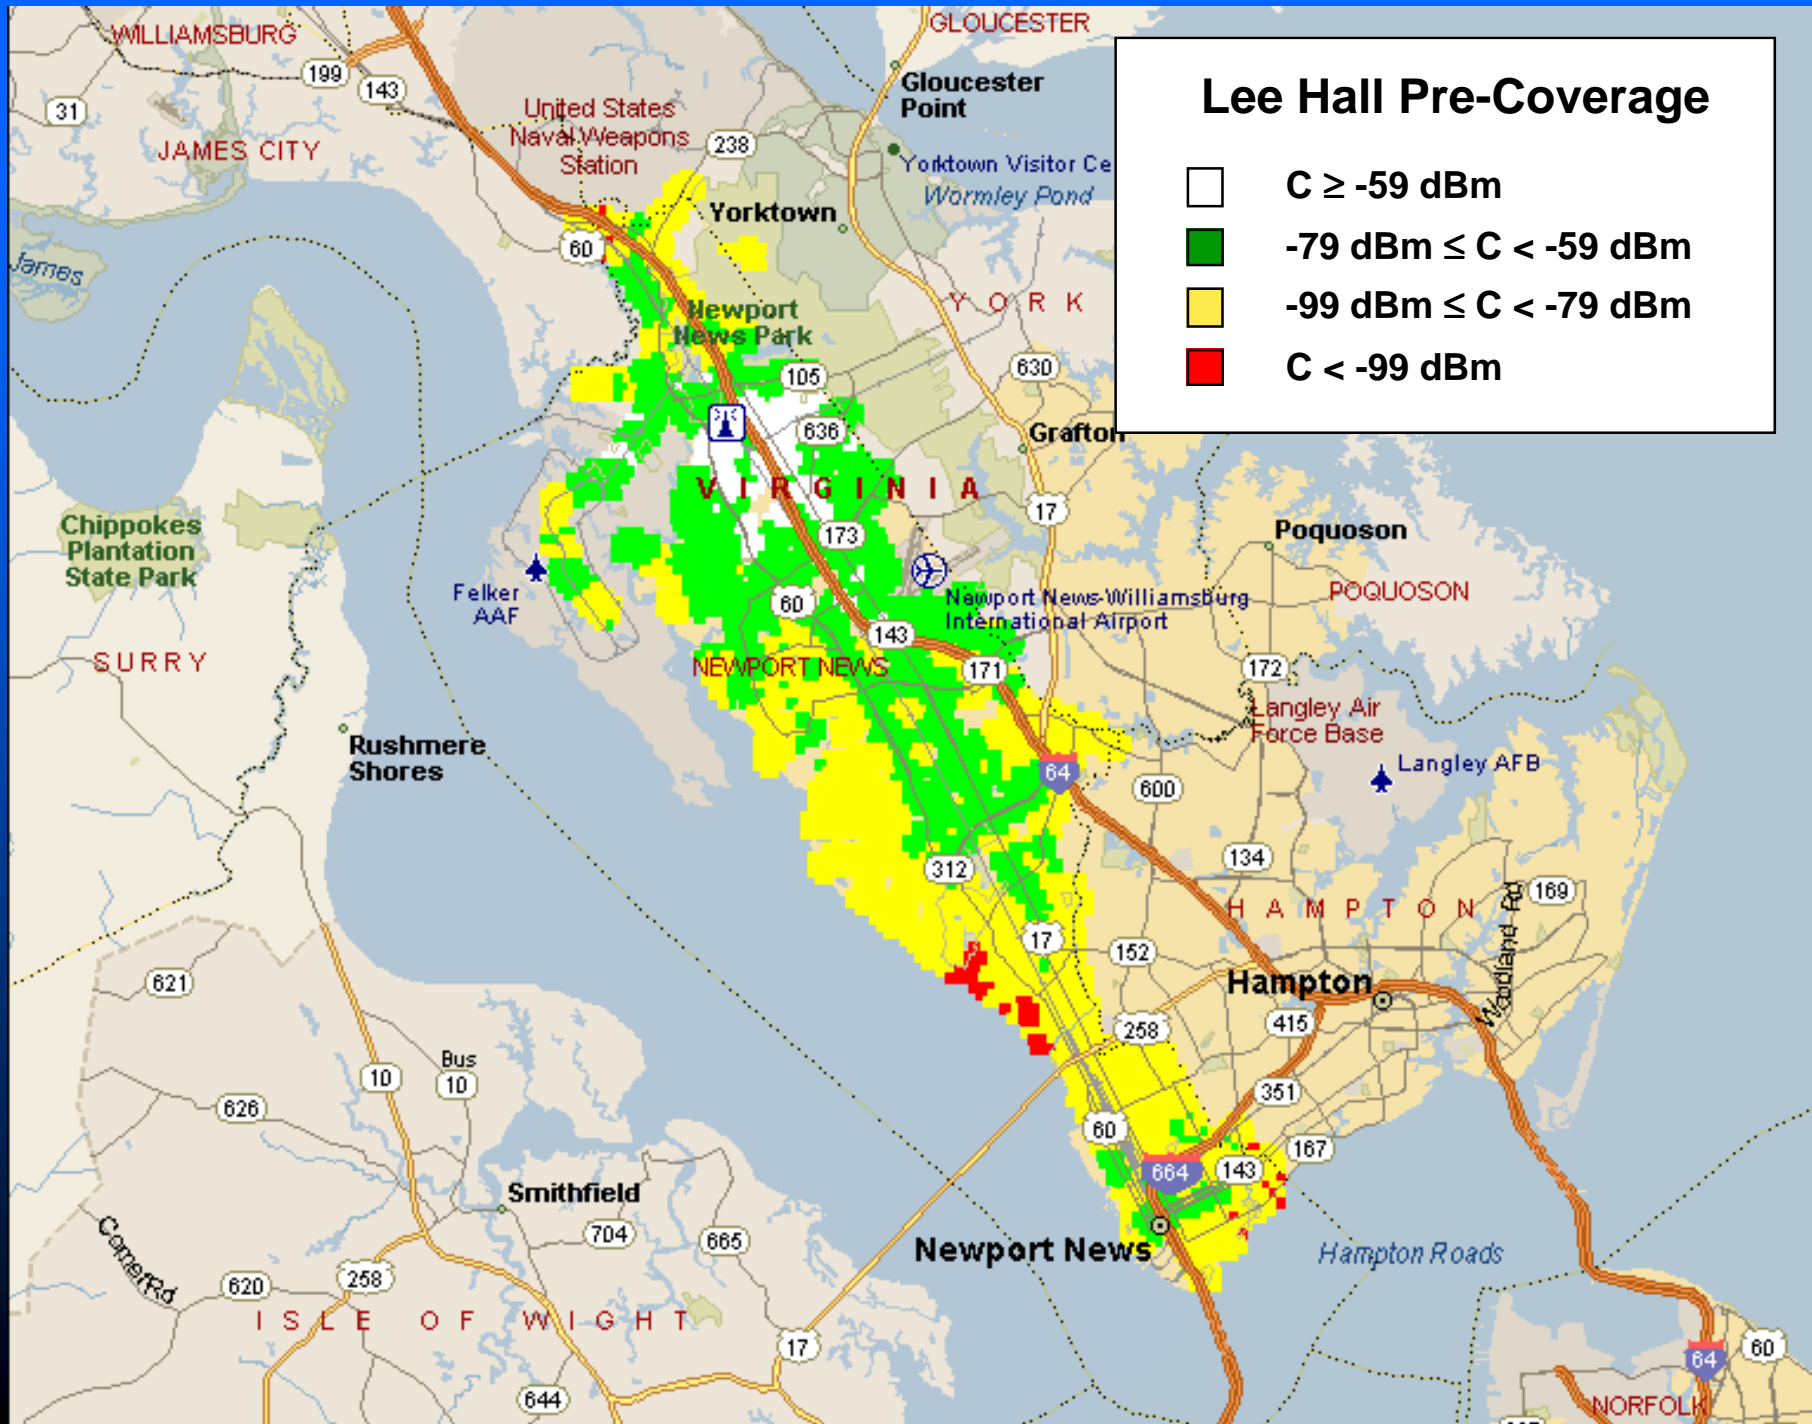 WILLIAMSBURG
GLOUCESTER
199
143
31
Gloucester
Point
United States
Naval Weapons
Station
JAMES CITY
238
Yorktown Visitor Ce
Wormley Pond
Yorktown
60
James
Lee Hall Pre-Coverage
C ≥ -59 dBm
-79 dBm ≤ C < -59 dBm
-99 dBm ≤ C < -79 dBm
C < -99 dBm
YORK
Newport
News Park
105
630
636
Grafton
VIRGINIA
17
173
Chippokes
Plantation
State Park
Poquoson
Felker
AAF
60
Newport News-Williamsburg
International Airport
POQUOSON
143
SURRY
NEWPORT NEWS
171
172
Langley Air
Force Base
Rushmere
Shores
64
Langley AFB
600
312
134
169
HAMPTON
Woodland Rd
17
152
621
Hampton
258
415
Bus
10
10
351
626
60
167
664
143
Smithfield
704
665
Newport News
Hampton Roads
Corner Rd
620
258
ISLE OF WIGHT
17
64
60
644
NORFOLK